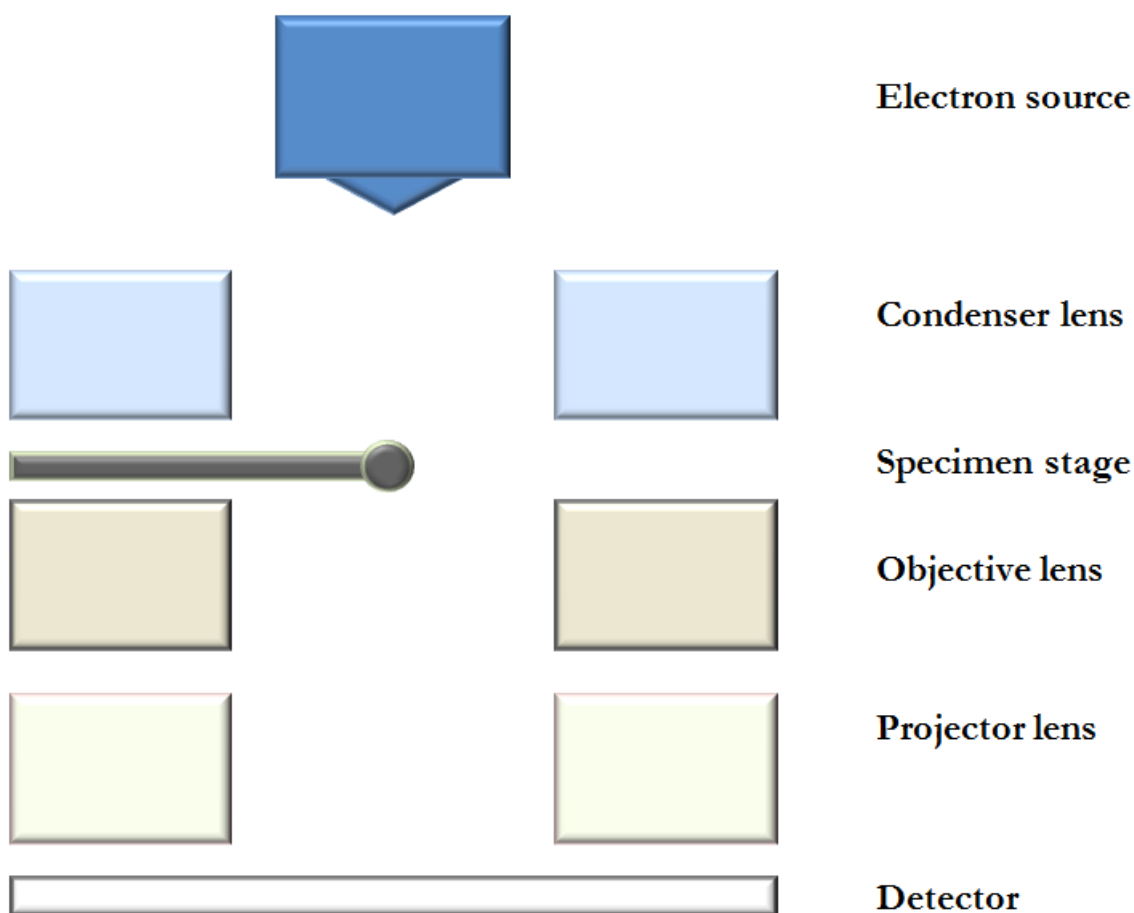 Electron source
Condenser lens
Specimen stage
Objective lens
Projector lens
Detector